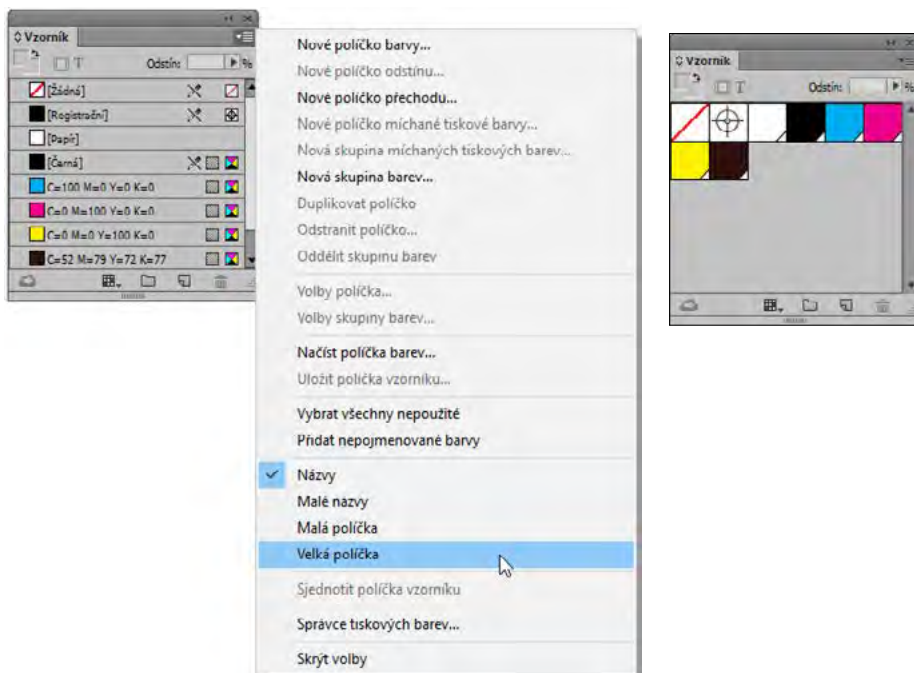 Vzorník
T Odstín: %
[Žádná]
[Registrační]
[Papír]
[Černá]
C=100 M=0 Y=0 K=0
C=0 M=100 Y=0 K=0
C=0 M=0 Y=100 K=0
C=52 M=79 Y=72 K=77
Nové políčko barvy...
Nové políčko odstínu...
Nové políčko přechodu...
Nové políčko míchané tiskové barvy...
Nová skupina míchaných tiskových barev...
Nová skupina barev...
Duplikovat políčko
Odstranit políčko...
Oddělit skupinu barev
Volby políčka...
Volby skupiny barev...
Načíst políčka barev...
Uložit políčka vzorníku...
Vybrat všechny nepoužité
Přidat nepojmenované barvy
Názvy
Malé názvy
Malá políčka
Velká políčka
Sjednotit políčka vzorníku
Správce tiskových barev...
Skrýt volby
Vzorník
T Odstín: %